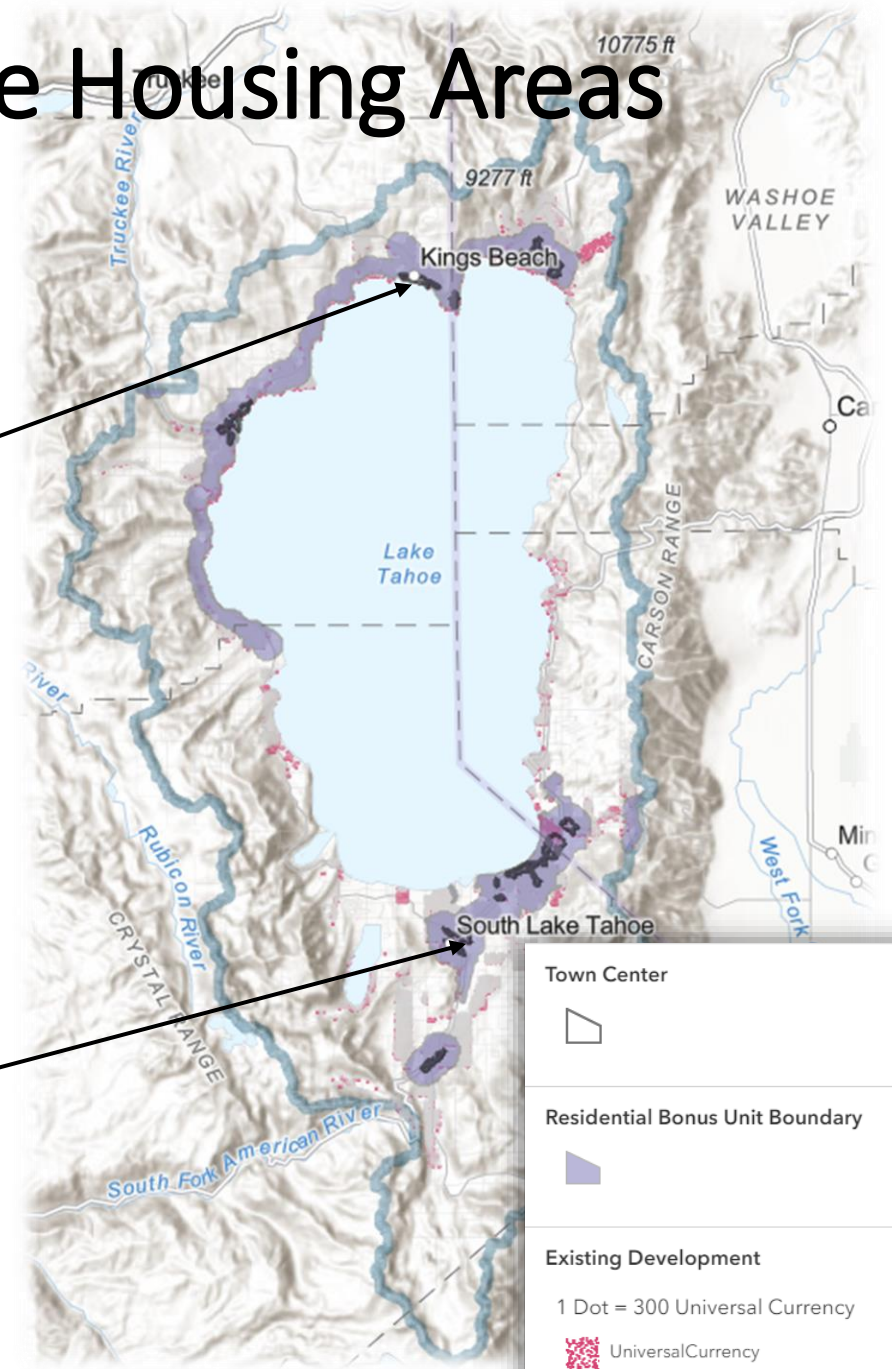 e Housing Areas
10775 ft
Truckee
Truckee River
9277 ft
WASHOE
VALLEY
Kings Beach
Ca
Lake
Tahoe
CARSON RANGE
River
Rubicon River
West Fork
Min
G
CRYSTAL RANGE
South Lake Tahoe
South Fork American River
Town Center
Residential Bonus Unit Boundary
Existing Development
1 Dot = 300 Universal Currency
UniversalCurrency